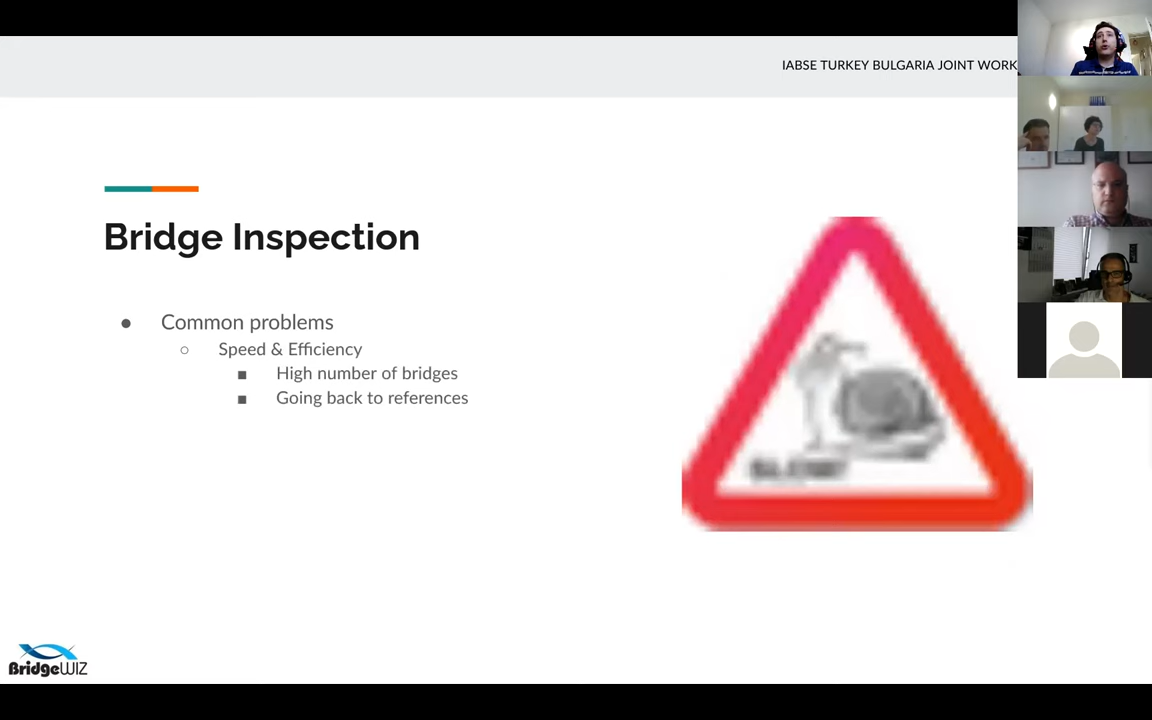 IABSE TURKEY BULGARIA JOINT WORK
Bridge Inspection
● Common problems
○ Speed & Efficiency
■ High number of bridges
■ Going back to references
BridgeWIZ